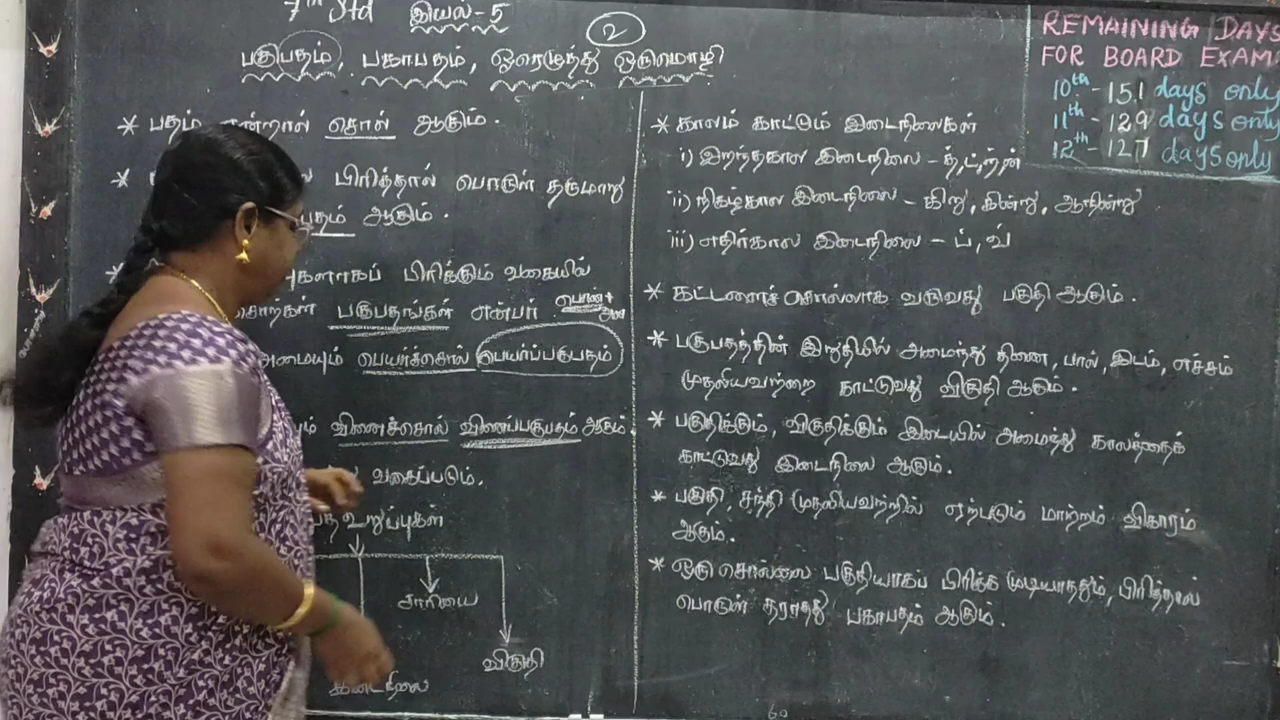 7th Std இயல்-5
2
பகுபதம், பகாபதம், ஓரெழுத்து ஒருமொழி
REMAINING DAYS
FOR BOARD EXAM
10th - 151 days only
11th - 129 days only
12th - 127 days only
* பதம் என்றால் சொல் ஆகும்.
* பிரித்தால் பொருள் தருமாறு
பதம் ஆகும்.
களாகப் பிரிக்கும் வகையில்
சொற்கள் பகுபதங்கள் என்பர்.
பொன்+
அமையும் பெயர்ச்சொல் பெயர்ப்பகுபதம்
வினைச்சொல் வினைப்பகுபதம் ஆகும்.
வகைப்படும்.
உறுப்புகள்
சாரியை
விகுதி
இடைநிலை
* காலம் காட்டும் இடைநிலைகள்
i) இறந்தகால இடைநிலை - த்,ட்,ற்,ன்
ii) நிகழ்கால இடைநிலை - கிறு, கின்று, ஆநின்று
iii) எதிர்கால இடைநிலை - ப், வ்
* கட்டளைச் சொல்லாக வருவது பகுதி ஆகும்.
* பகுபதத்தின் இறுதியில் அமைந்து திணை, பால், இடம், எச்சம்
முதலியவற்றை காட்டுவது விகுதி ஆகும்.
* பகுதிக்கும், விகுதிக்கும் இடையில் அமைந்து காலத்தைக்
காட்டுவது இடைநிலை ஆகும்.
* பகுதி, சந்தி முதலியவற்றில் ஏற்படும் மாற்றம் விகாரம்
ஆகும்.
* ஒரு சொல்லை பகுதியாகப் பிரிக்க முடியாததும், பிரித்தால்
பொருள் தராதது பகாபதம் ஆகும்.